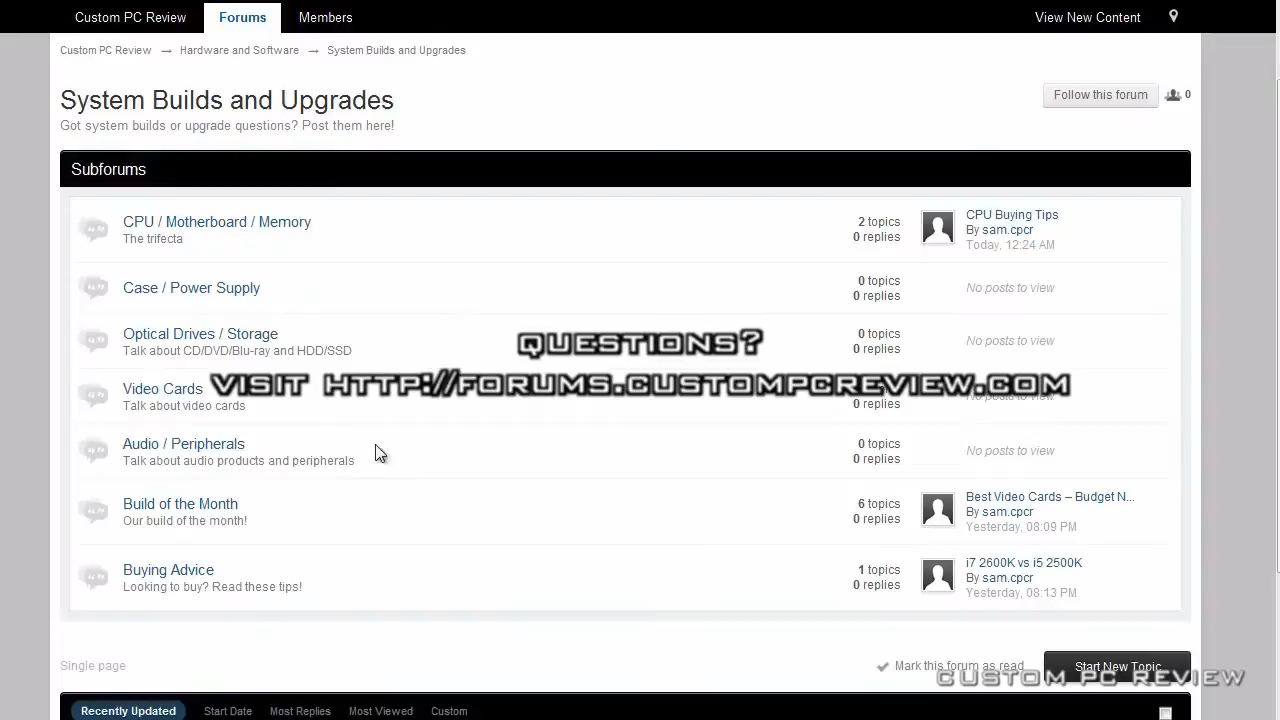 Custom PC Review Forums Members View New Content
Custom PC Review → Hardware and Software → System Builds and Upgrades
System Builds and Upgrades
Follow this forum 0
Got system builds or upgrade questions? Post them here!
Subforums
CPU / Motherboard / Memory
The trifecta
2 topics
0 replies
CPU Buying Tips
By sam.cpcr
Today, 12:24 AM
Case / Power Supply
0 topics
0 replies
No posts to view
Optical Drives / Storage
Talk about CD/DVD/Blu-ray and HDD/SSD
0 topics
0 replies
No posts to view
QUESTIONS?
VISIT HTTP://FORUMS.CUSTOMPCREVIEW.COM
Video Cards
Talk about video cards
0 replies
No posts to view
Audio / Peripherals
Talk about audio products and peripherals
0 topics
0 replies
No posts to view
Build of the Month
Our build of the month!
6 topics
0 replies
Best Video Cards – Budget N...
By sam.cpcr
Yesterday, 08:09 PM
Buying Advice
Looking to buy? Read these tips!
1 topics
0 replies
i7 2600K vs i5 2500K
By sam.cpcr
Yesterday, 08:13 PM
Single page
Mark this forum as read
Start New Topic
CUSTOM PC REVIEW
Recently Updated Start Date Most Replies Most Viewed Custom